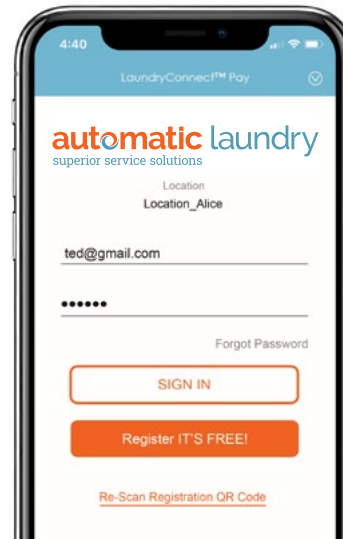 4:40
LaundryConnect™ Pay
automatic laundry
superior service solutions
Location
Location_Alice
ted@gmail.com
••••••
Forgot Password
SIGN IN
Register IT'S FREE!
Re-Scan Registration QR Code